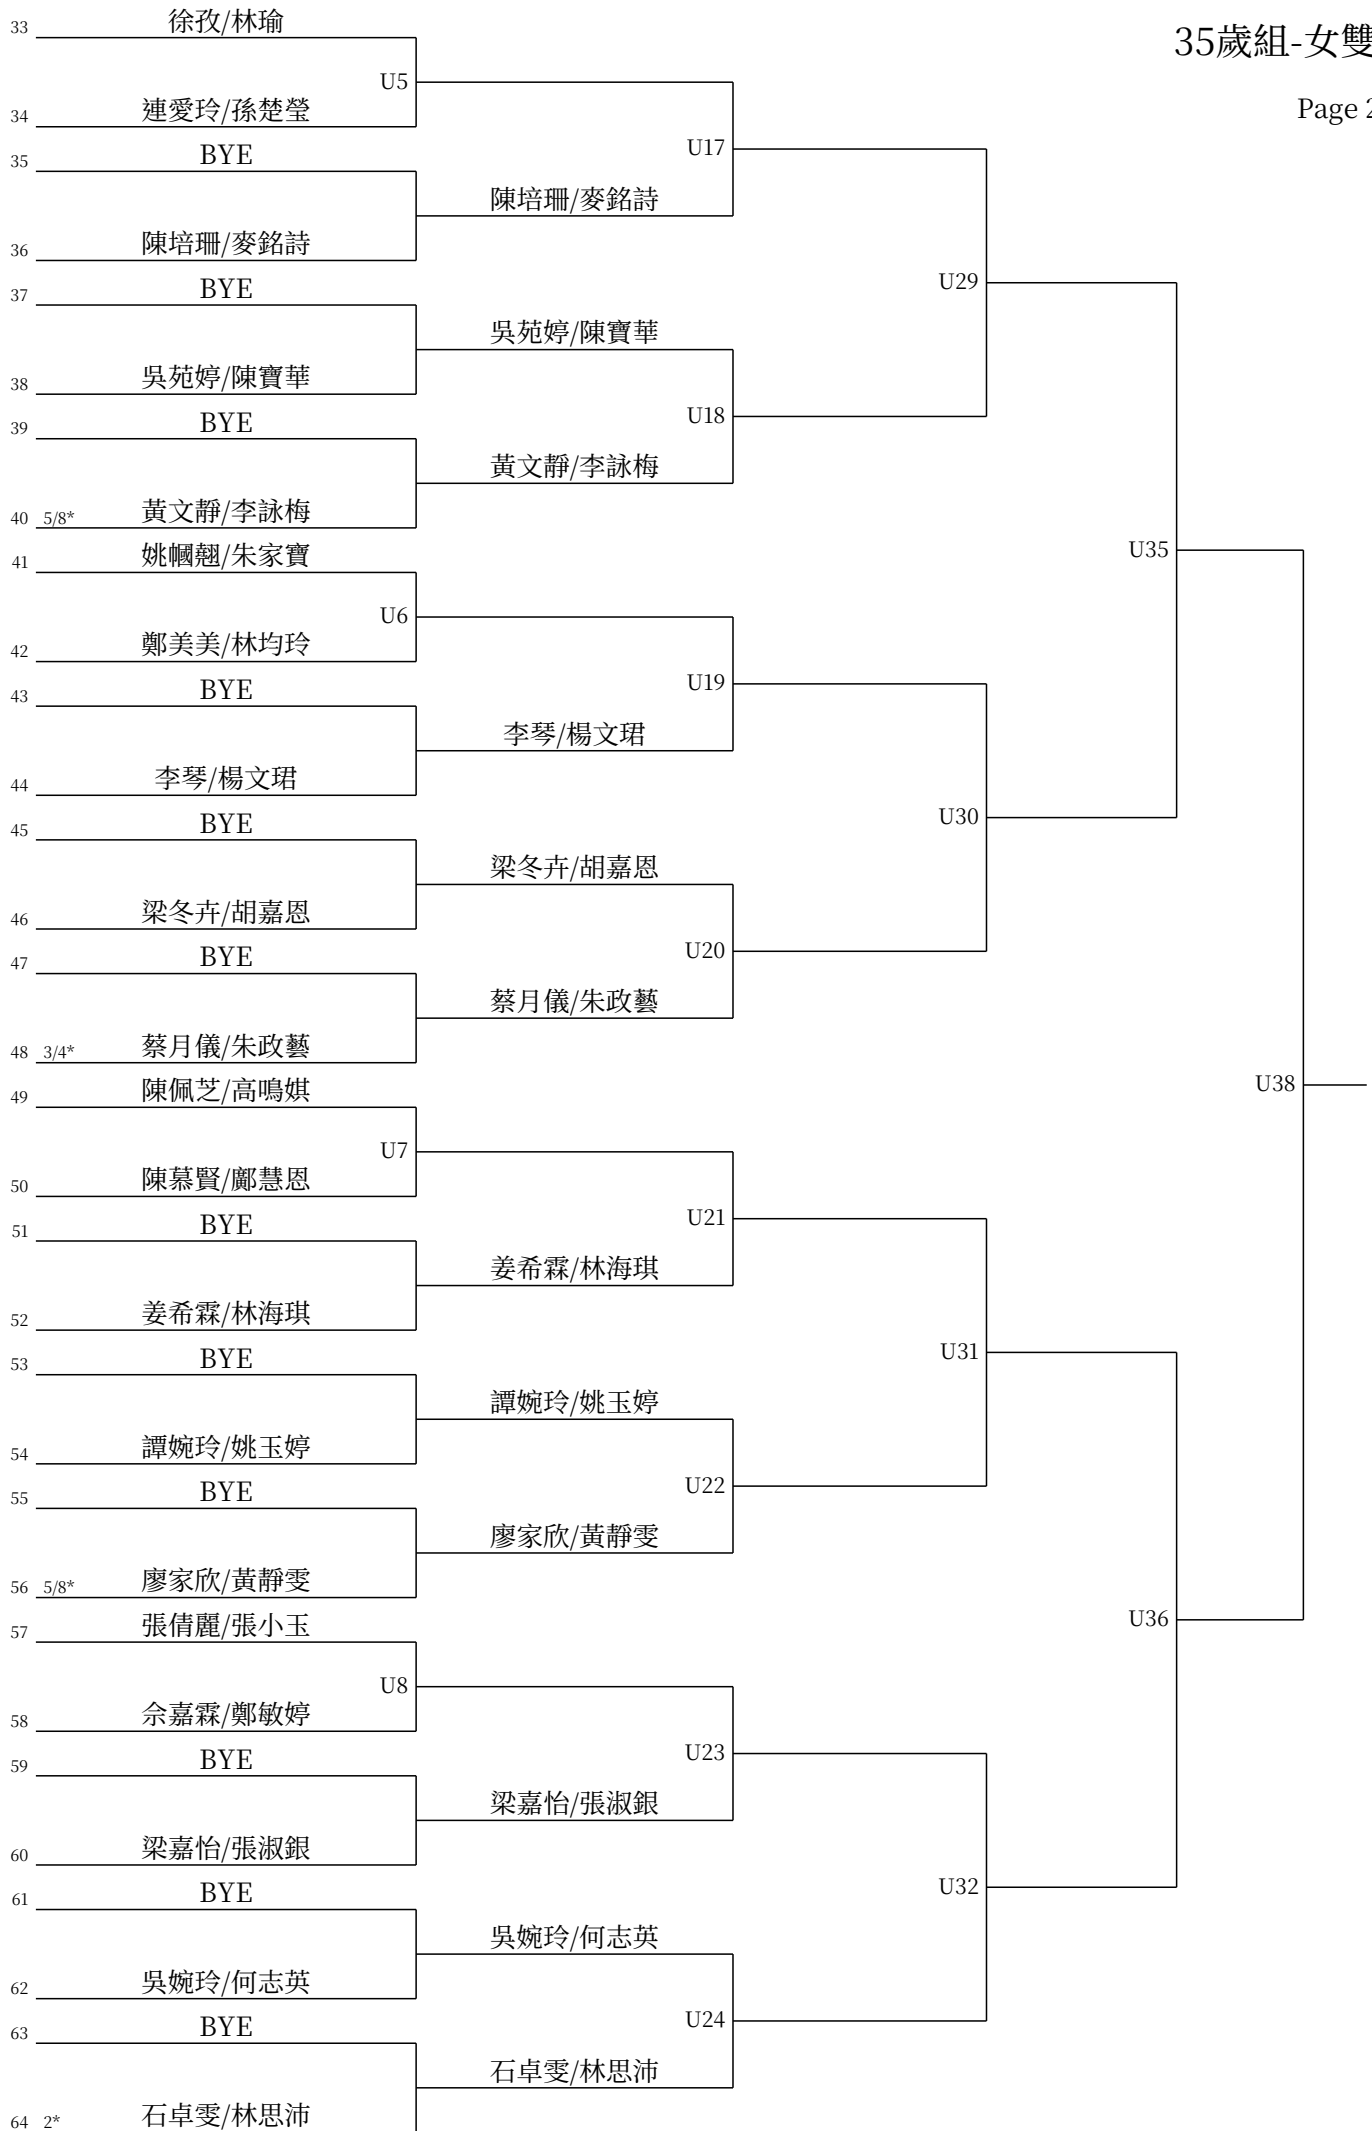 35歲組-女雙
Page 2
33 徐孜/林瑜
U5
34 連愛玲/孫楚瑩
35 BYE
U17
陳培珊/麥銘詩
36 陳培珊/麥銘詩
37 BYE
U29
吳苑婷/陳寶華
38 吳苑婷/陳寶華
U18
39 BYE
黃文靜/李詠梅
40 5/8* 黃文靜/李詠梅
U35
41 姚幗翹/朱家寶
U6
42 鄭美美/林均玲
43 BYE
U19
李琴/楊文珺
44 李琴/楊文珺
45 BYE
U30
梁冬卉/胡嘉恩
46 梁冬卉/胡嘉恩
U20
47 BYE
蔡月儀/朱政藝
48 3/4* 蔡月儀/朱政藝
U38
49 陳佩芝/高鳴娸
U7
50 陳慕賢/鄺慧恩
51 BYE
U21
姜希霖/林海琪
52 姜希霖/林海琪
53 BYE
U31
譚婉玲/姚玉婷
54 譚婉玲/姚玉婷
U22
55 BYE
廖家欣/黃靜雯
56 5/8* 廖家欣/黃靜雯
U36
57 張倩麗/張小玉
U8
58 佘嘉霖/鄭敏婷
59 BYE
U23
梁嘉怡/張淑銀
60 梁嘉怡/張淑銀
61 BYE
U32
吳婉玲/何志英
62 吳婉玲/何志英
U24
63 BYE
石卓雯/林思沛
64 2* 石卓雯/林思沛